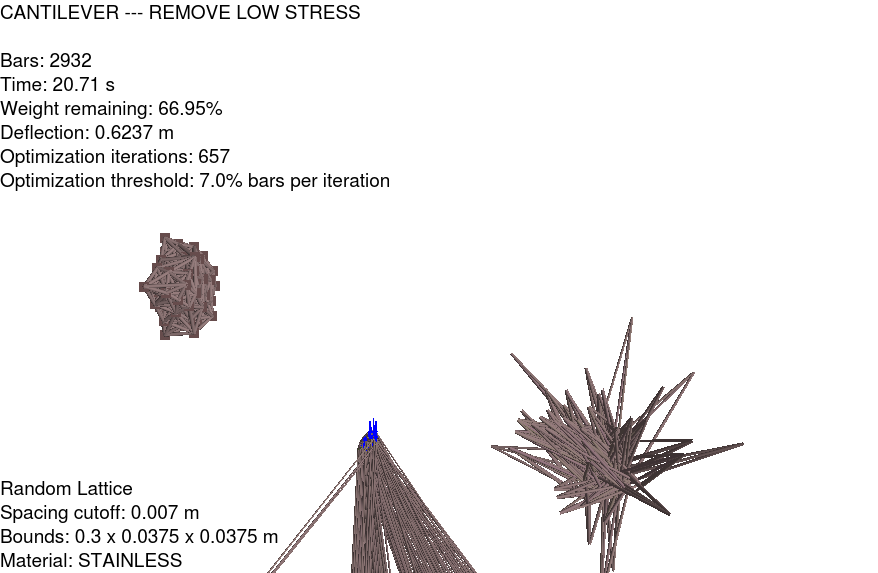 CANTILEVER --- REMOVE LOW STRESS
Bars: 2932
Time: 20.71 s
Weight remaining: 66.95%
Deflection: 0.6237 m
Optimization iterations: 657
Optimization threshold: 7.0% bars per iteration
Random Lattice
Spacing cutoff: 0.007 m
Bounds: 0.3 x 0.0375 x 0.0375 m
Material: STAINLESS